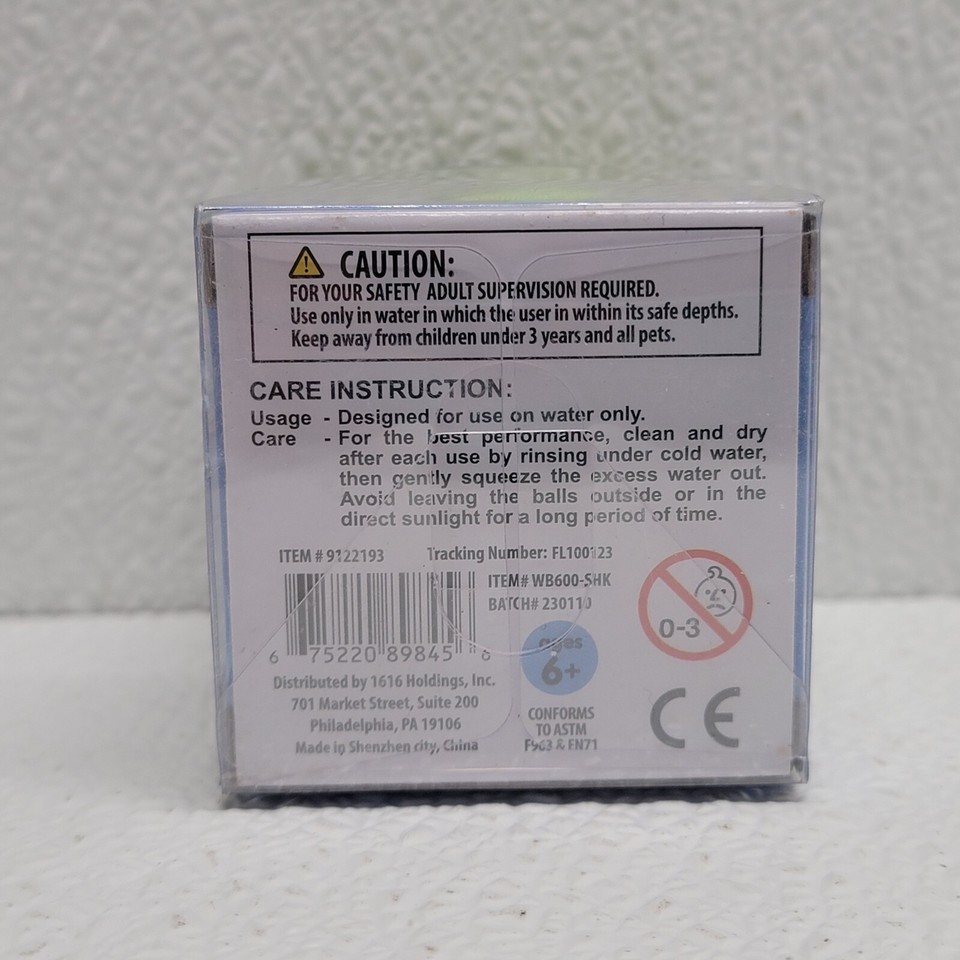 CAUTION:
FOR YOUR SAFETY ADULT SUPERVISION REQUIRED.
Use only in water in which the user in within its safe depths.
Keep away from children under 3 years and all pets.
CARE INSTRUCTION:
Usage - Designed for use on water only.
Care - For the best performance, clean and dry
after each use by rinsing under cold water,
then gently squeeze the excess water out.
Avoid leaving the balls outside or in the
direct sunlight for a long period of time.
ITEM # 9122193 Tracking Number: FL100123
ITEM# WB600-SHK
BATCH# 230110
0-3
6 75220 89845 8
ages
6+
Distributed by 1616 Holdings, Inc.
701 Market Street, Suite 200
Philadelphia, PA 19106
Made in Shenzhen city, China
CONFORMS
TO ASTM
F963 & EN71
CE